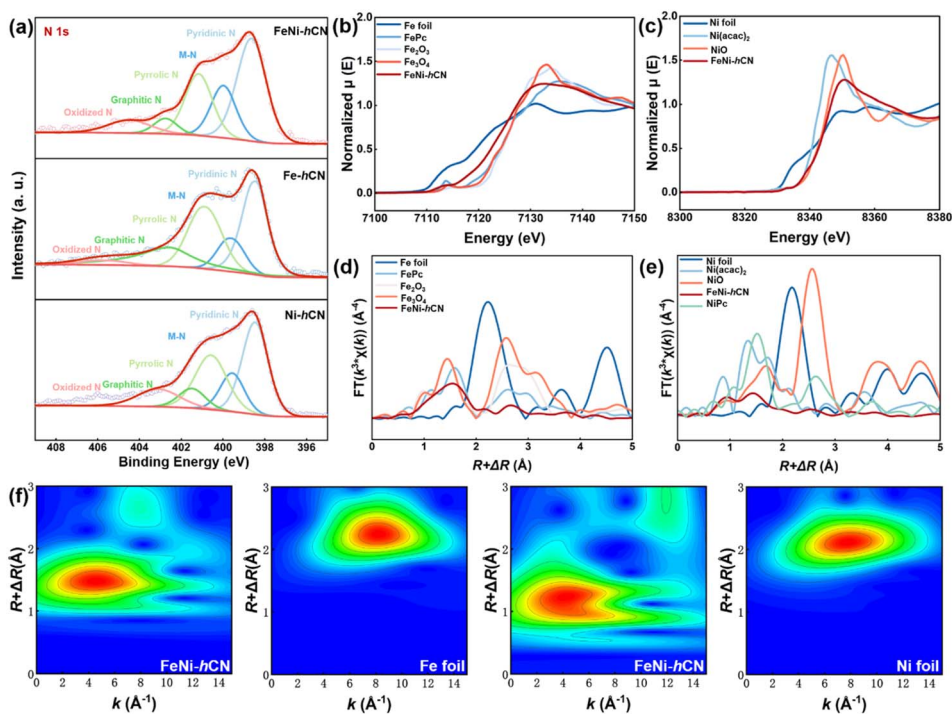 (a)
N 1s
Pyridinic N
FeNi-hCN
M-N
Pyrrolic N
Graphitic N
Oxidized N
Pyridinic N
Fe-hCN
M-N
Pyrrolic N
Graphitic N
Oxidized N
Pyridinic N
Ni-hCN
M-N
Pyrrolic N
Graphitic N
Oxidized N
Intensity (a. u.)
408 406 404 402 400 398 396
Binding Energy (eV)
(b)
Fe foil
FePc
Fe2O3
Fe3O4
FeNi-hCN
Normalized μ (E)
2.0
1.5
1.0
0.5
0.0
7100 7110 7120 7130 7140 7150
Energy (eV)
(c)
Ni foil
Ni(acac)2
NiO
FeNi-hCN
Normalized μ (E)
2.0
1.5
1.0
0.5
0.0
8300 8320 8340 8360 8380
Energy (eV)
(d)
Fe foil
FePc
Fe2O3
Fe3O4
FeNi-hCN
FT(k³*χ(k)) (Å⁻⁴)
0 1 2 3 4 5
R+ΔR (Å)
(e)
Ni foil
Ni(acac)2
NiO
FeNi-hCN
NiPc
FT(k³*χ(k)) (Å⁻⁴)
0 1 2 3 4 5
R+ΔR (Å)
(f)
R+ΔR(Å)
3
2
1
0
FeNi-hCN
0 2 4 6 8 10 12 14
k (Å⁻¹)
R+ΔR(Å)
3
2
1
0
Fe foil
0 2 4 6 8 10 12 14
k (Å⁻¹)
R+ΔR(Å)
3
2
1
0
FeNi-hCN
0 2 4 6 8 10 12 14
k (Å⁻¹)
R+ΔR(Å)
3
2
1
0
Ni foil
0 2 4 6 8 10 12 14
k (Å⁻¹)